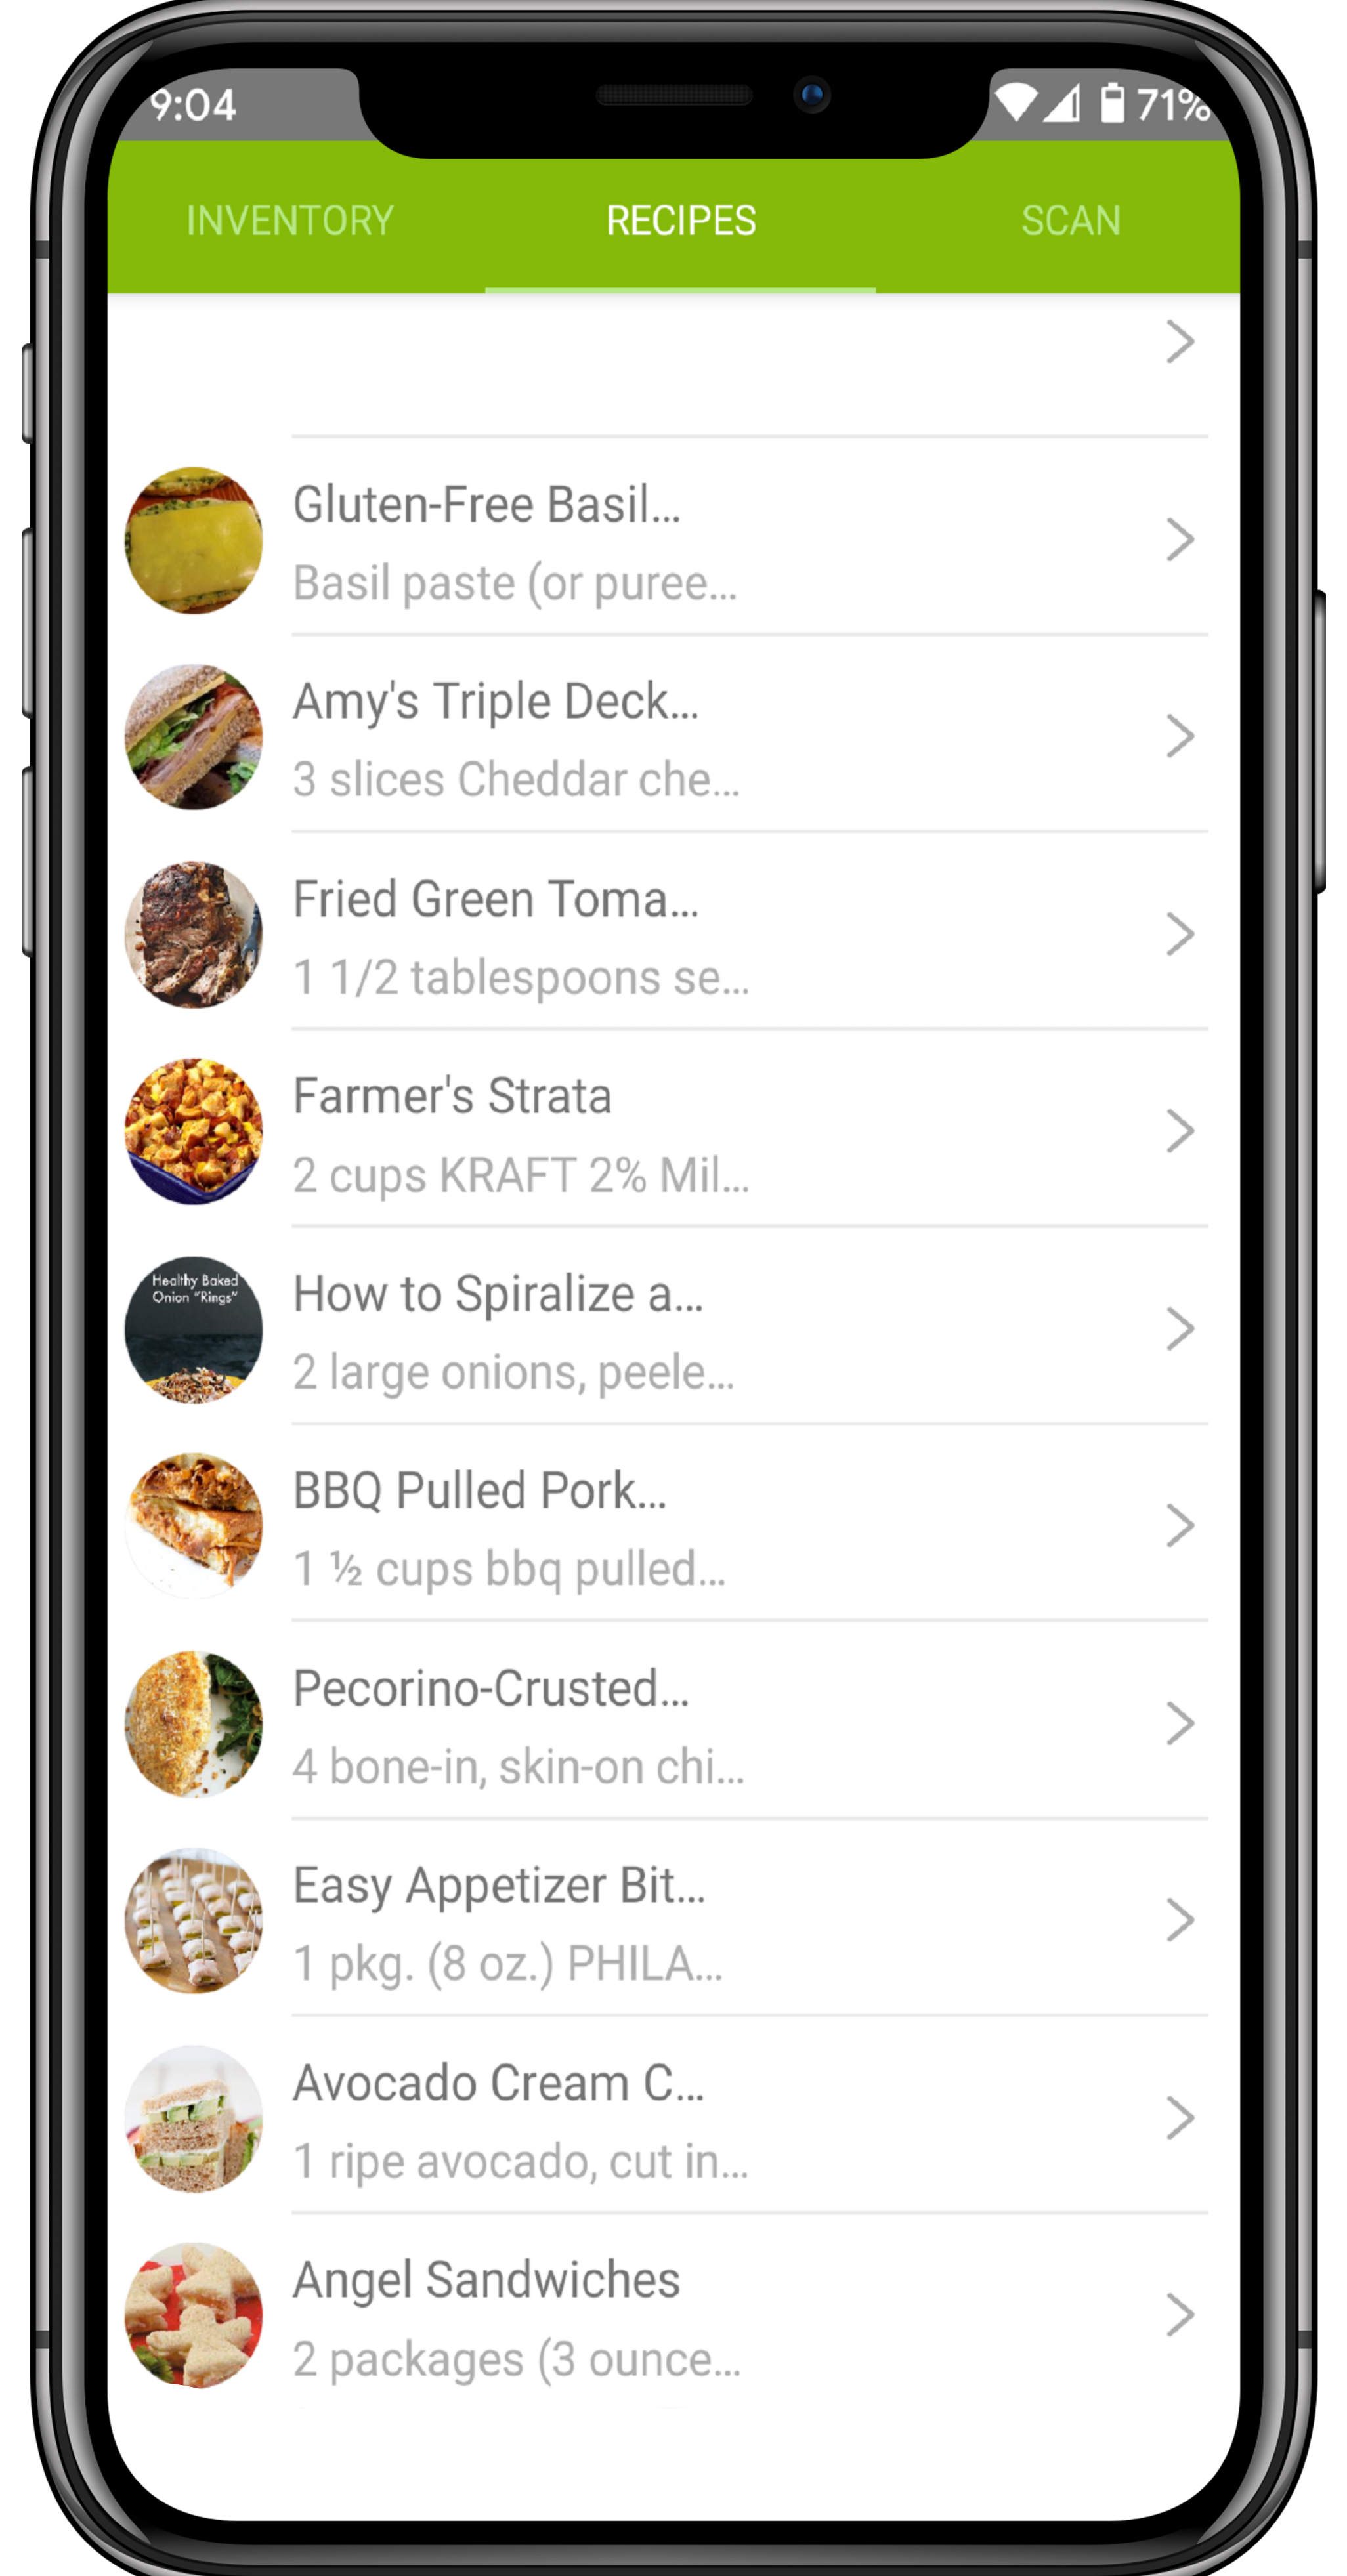 9:04
71%
INVENTORY
RECIPES
SCAN
Gluten-Free Basil...
Basil paste (or puree...
Amy's Triple Deck...
3 slices Cheddar che...
Fried Green Toma...
1 1/2 tablespoons se...
Farmer's Strata
2 cups KRAFT 2% Mil...
Healthy Baked
Onion "Rings"
How to Spiralize a...
2 large onions, peele...
BBQ Pulled Pork...
1 ½ cups bbq pulled...
Pecorino-Crusted...
4 bone-in, skin-on chi...
Easy Appetizer Bit...
1 pkg. (8 oz.) PHILA...
Avocado Cream C...
1 ripe avocado, cut in...
Angel Sandwiches
2 packages (3 ounce...